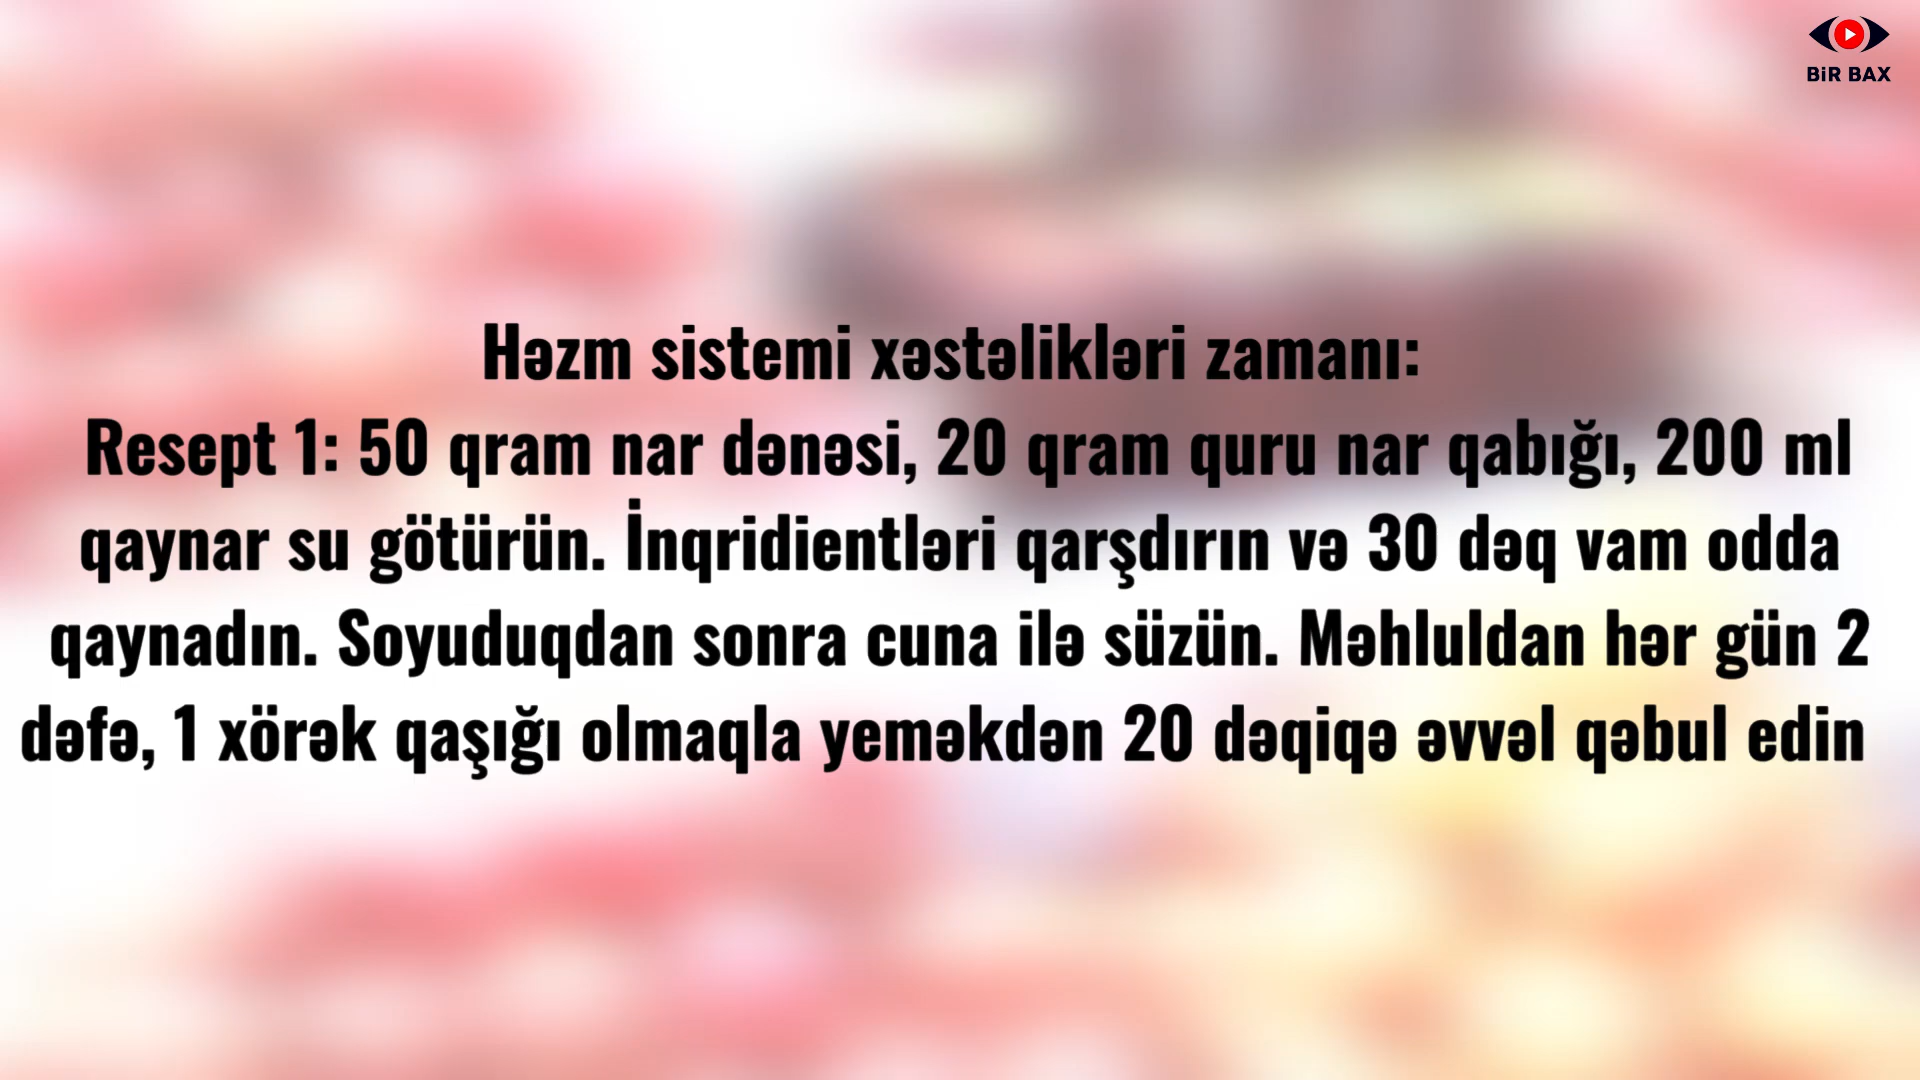 BİR BAX
Həzm sistemi xəstəlikləri zamanı:
Resept 1: 50 qram nar dənəsi, 20 qram quru nar qabığı, 200 ml
qaynar su götürün. İnqridientləri qarşdırın və 30 dəq vam odda
qaynadın. Soyuduqdan sonra cuna ilə süzün. Məhluldan hər gün 2
dəfə, 1 xörək qaşığı olmaqla yeməkdən 20 dəqiqə əvvəl qəbul edin